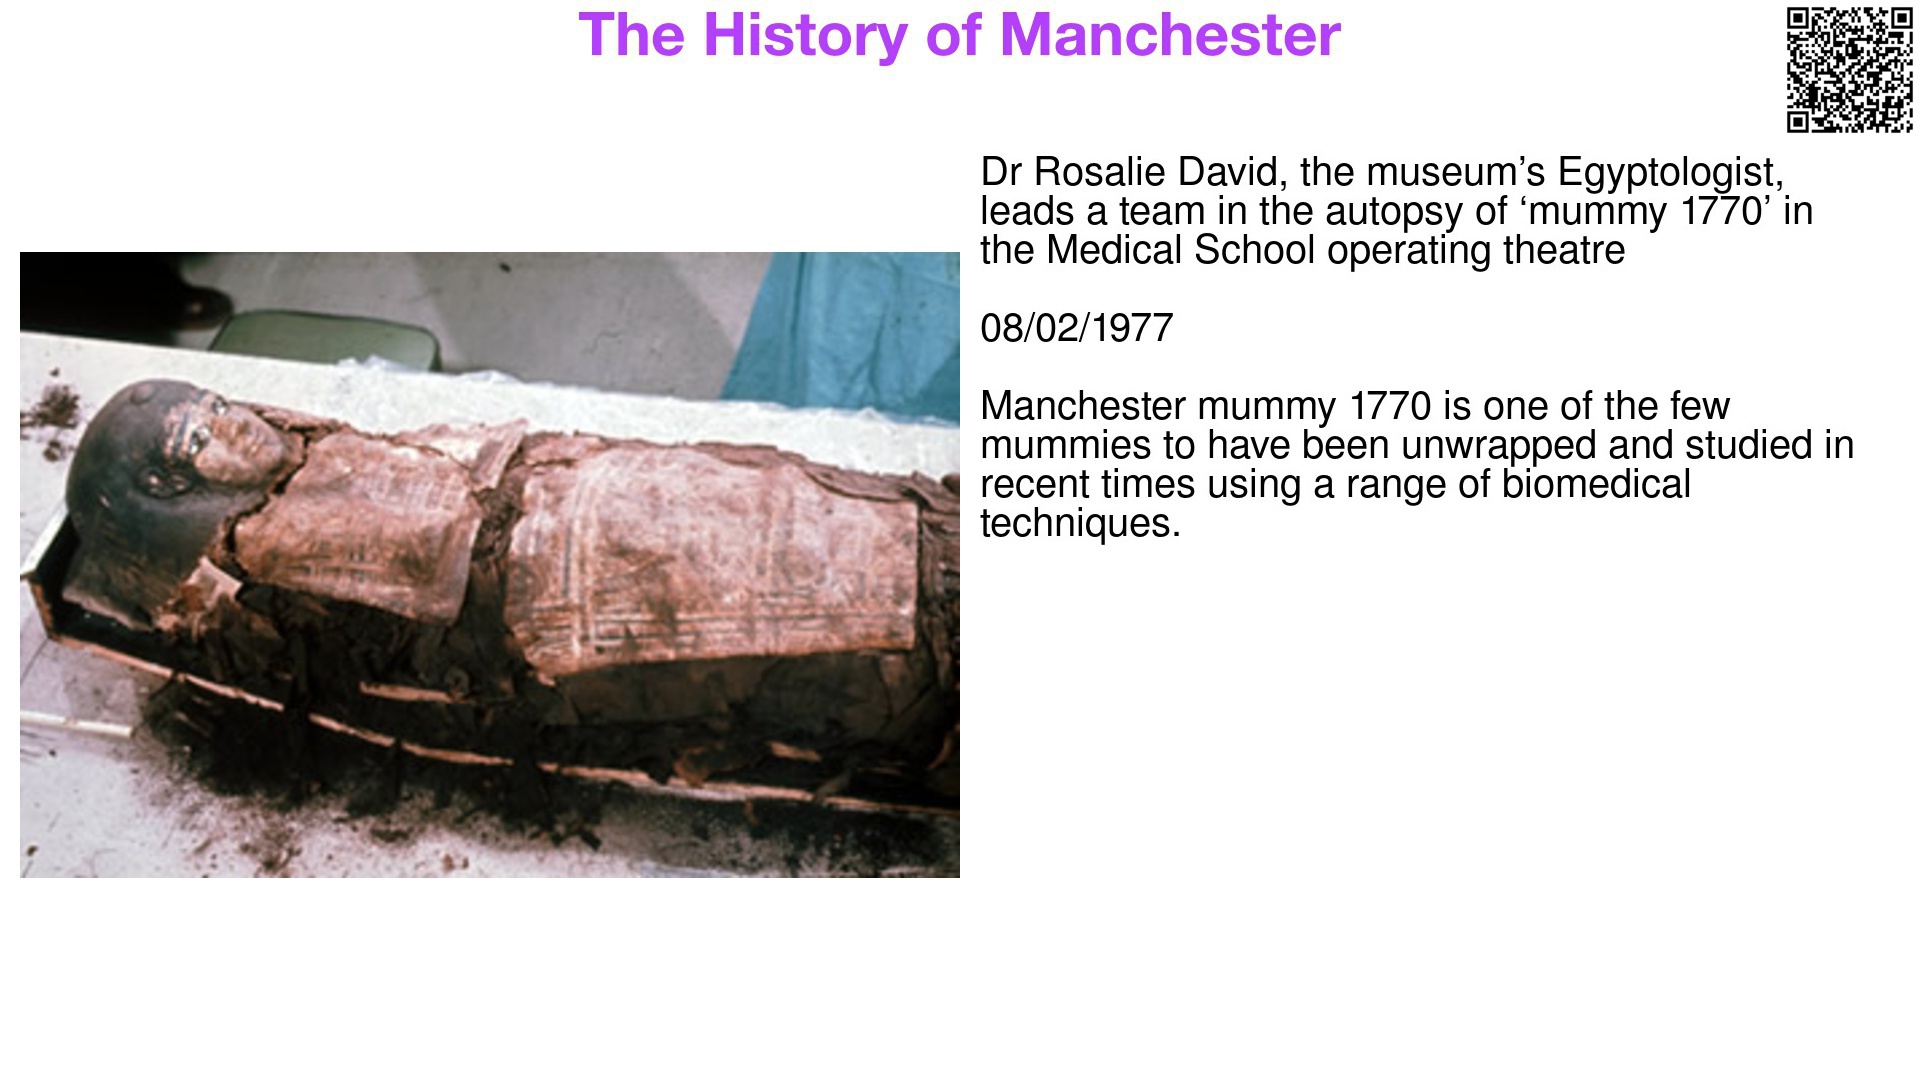 The History of Manchester
Dr Rosalie David, the museum’s Egyptologist,
leads a team in the autopsy of ‘mummy 1770’ in
the Medical School operating theatre
08/02/1977
Manchester mummy 1770 is one of the few
mummies to have been unwrapped and studied in
recent times using a range of biomedical
techniques.